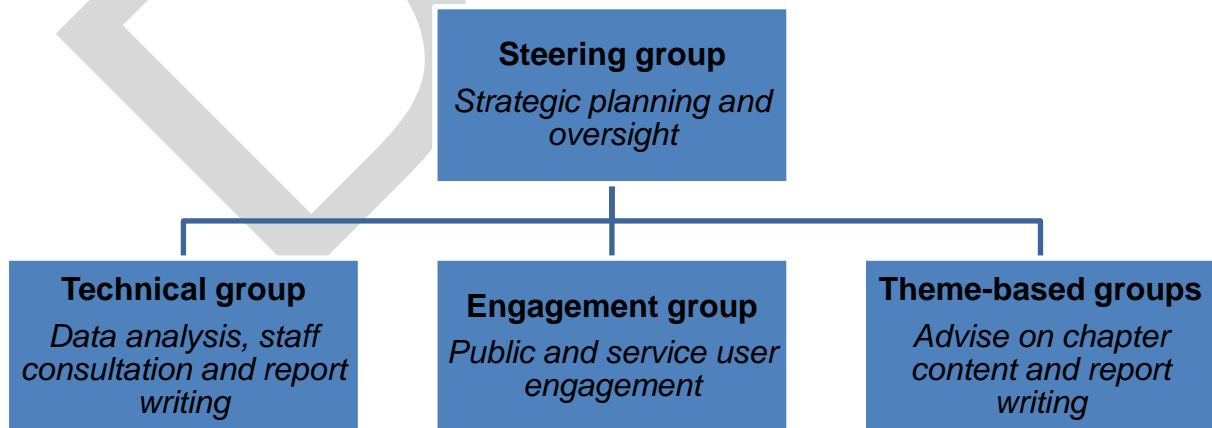 Steering group
Strategic planning and
oversight
Technical group
Data analysis, staff
consultation and report
writing
Engagement group
Public and service user
engagement
Theme-based groups
Advise on chapter
content and report
writing